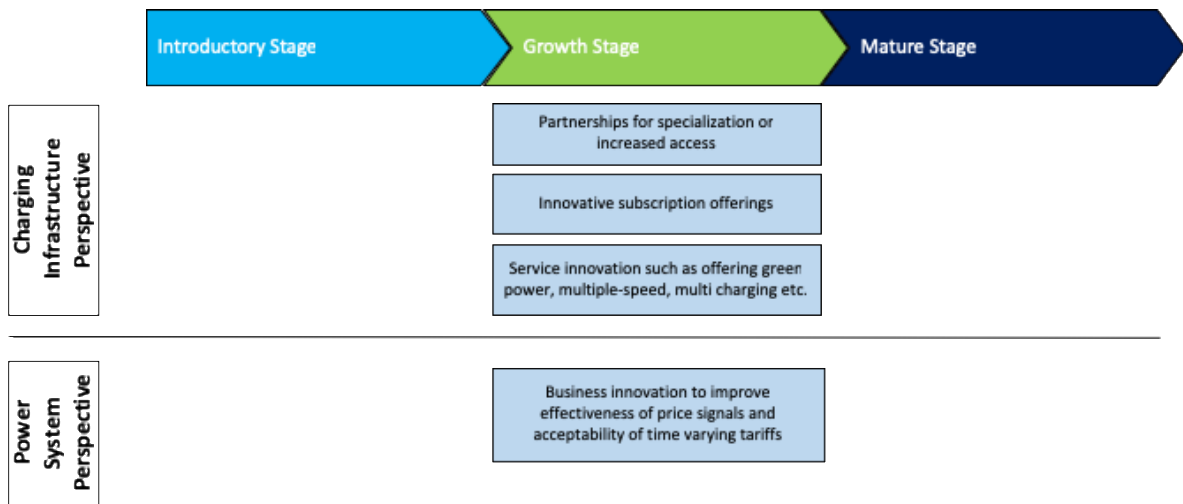 Introductory Stage
Growth Stage
Mature Stage
Charging
Infrastructure
Perspective
Partnerships for specialization or
increased access
Innovative subscription offerings
Service innovation such as offering green
power, multiple-speed, multi charging etc.
Power
System
Perspective
Business innovation to improve
effectiveness of price signals and
acceptability of time varying tariffs